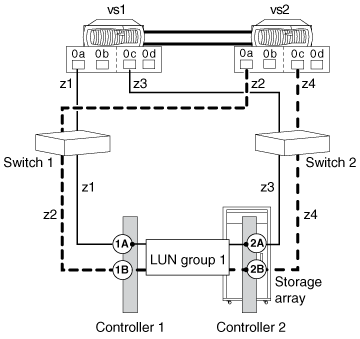 vs1 vs2
0a 0b 0c 0d 0a 0b 0c 0d
z1 z3 z2 z4
Switch 1 Switch 2
z2 z1 z3 z4
1A 2A
LUN group 1
1B 2B
Storage
array
Controller 1 Controller 2